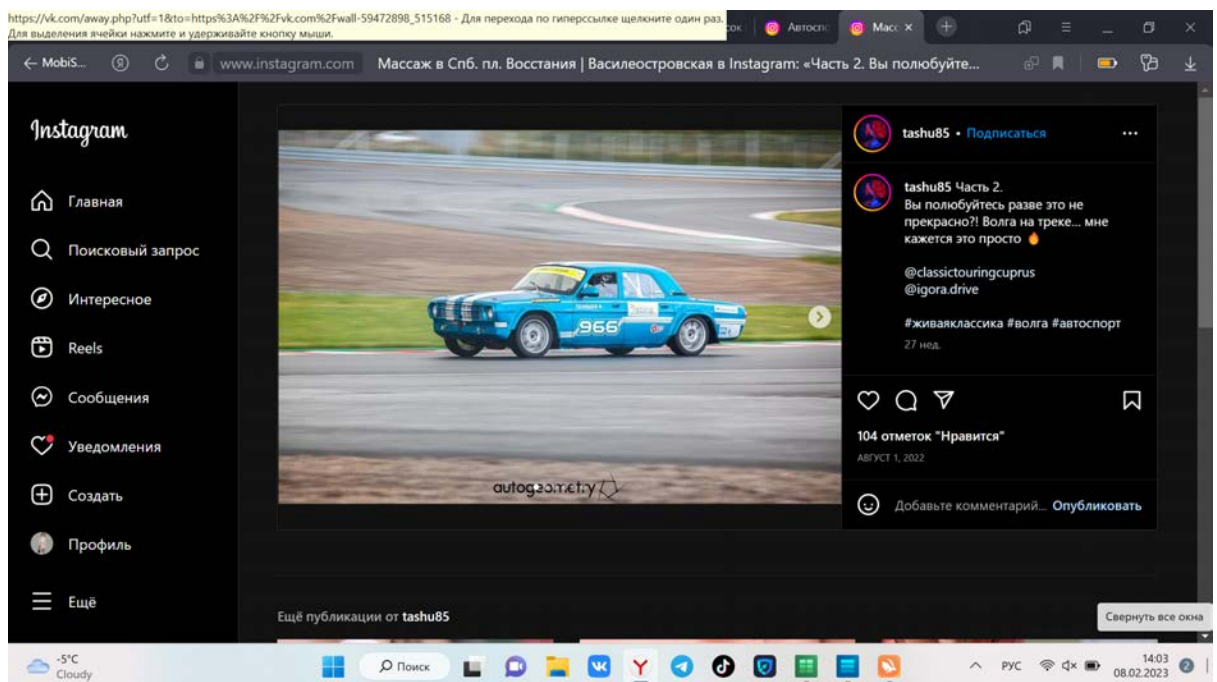 https://vk.com/away.php?utf=1&to=https%3A%2F%2Fvk.com%2Fwall-59472898_515168 - Для перехода по гиперссылке щелкните один раз.
Для выделения ячейки нажмите и удерживайте кнопку мыши.
Автоспо
Масс
MobiS...
www.instagram.com
Массаж в Спб. пл. Восстания | Василеостровская в Instagram: «Часть 2. Вы полюбуйте...
Instagram
Главная
Поисковый запрос
Интересное
Reels
Сообщения
Уведомления
Создать
Профиль
Ещё
966
autogeometry
tashu85 • Подписаться
tashu85 Часть 2.
Вы полюбуйтесь разве это не
прекрасно?! Волга на треке... мне
кажется это просто 🔥
@classictouringcuprus
@igora.drive
#живаяклассика #волга #автоспорт
27 нед.
104 отметок "Нравится"
АВГУСТ 1, 2022
Добавьте комментарий... Опубликовать
Ещё публикации от tashu85
Свернуть все окна
-5°C
Cloudy
Поиск
РУС
14:03
08.02.2023
2